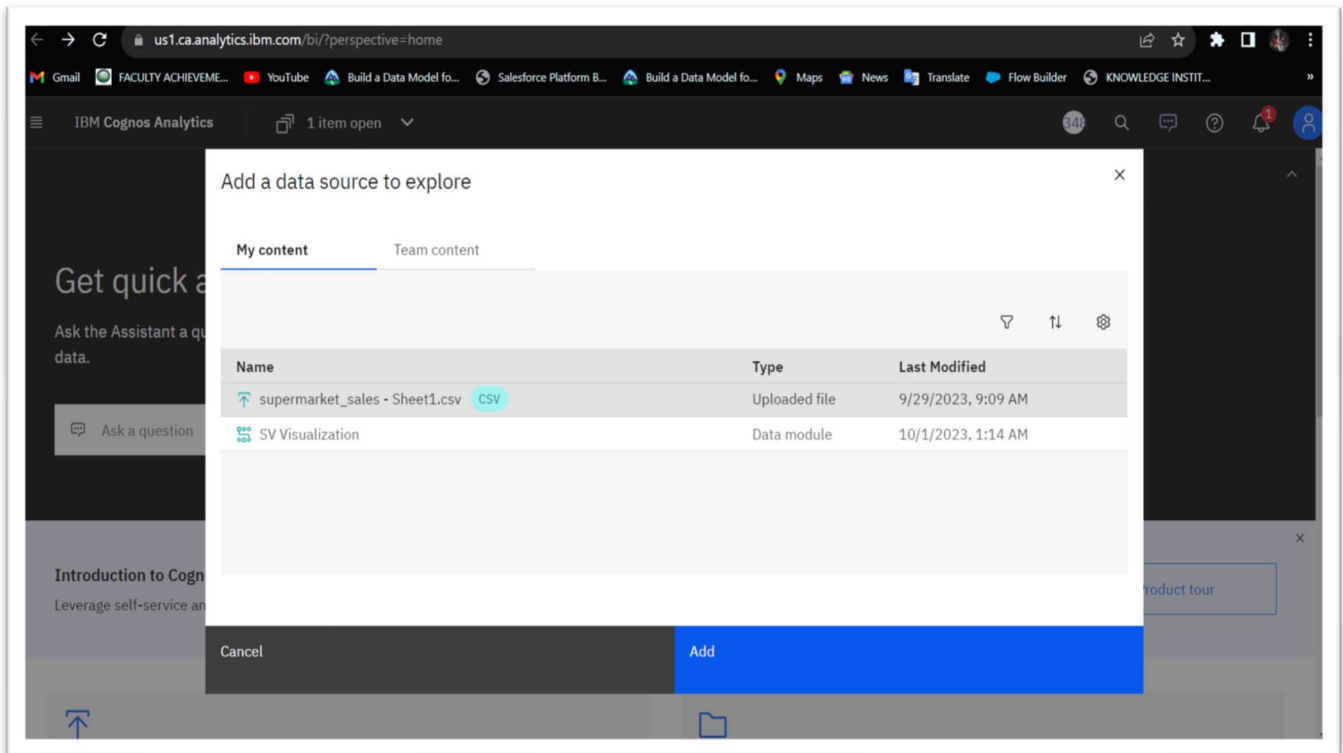 us1.ca.analytics.ibm.com/bi/?perspective=home
Gmail FACULTY ACHIEVEME... YouTube Build a Data Model fo... Salesforce Platform B... Build a Data Model fo... Maps News Translate Flow Builder KNOWLEDGE INSTIT... »
IBM Cognos Analytics 1 item open 1
Add a data source to explore
My content Team content
Get quick a
Ask the Assistant a qu
data.
Name Type Last Modified
supermarket_sales - Sheet1.csv CSV Uploaded file 9/29/2023, 9:09 AM
Ask a question
SV Visualization Data module 10/1/2023, 1:14 AM
Introduction to Cogn
Leverage self-service an
roduct tour
Cancel Add